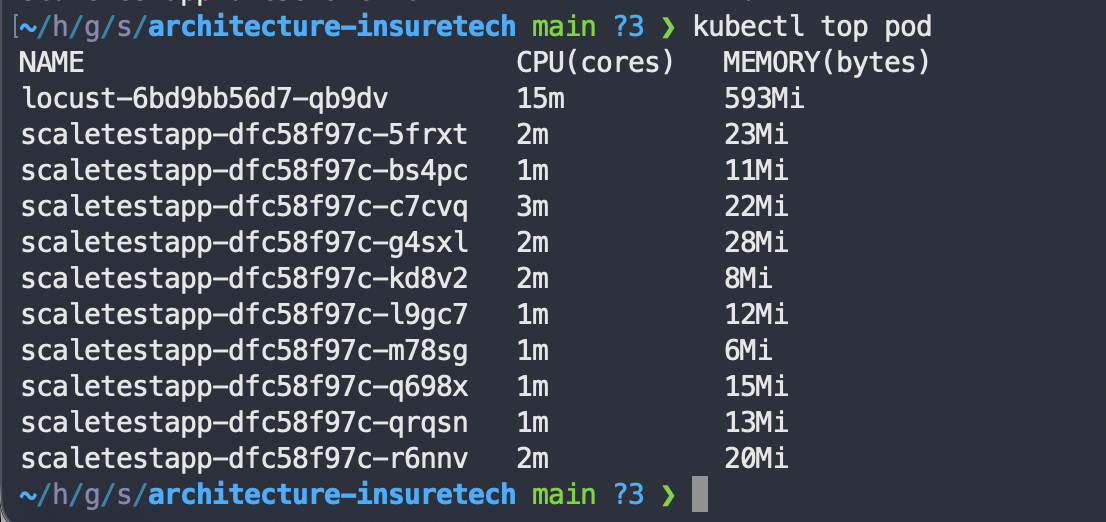 [~/h/g/s/architecture-insuretech main ?3 ❯ kubectl top pod
NAME CPU(cores) MEMORY(bytes)
locust-6bd9bb56d7-qb9dv 15m 593Mi
scaletestapp-dfc58f97c-5frxt 2m 23Mi
scaletestapp-dfc58f97c-bs4pc 1m 11Mi
scaletestapp-dfc58f97c-c7cvq 3m 22Mi
scaletestapp-dfc58f97c-g4sxl 2m 28Mi
scaletestapp-dfc58f97c-kd8v2 2m 8Mi
scaletestapp-dfc58f97c-l9gc7 1m 12Mi
scaletestapp-dfc58f97c-m78sg 1m 6Mi
scaletestapp-dfc58f97c-q698x 1m 15Mi
scaletestapp-dfc58f97c-qrqsn 1m 13Mi
scaletestapp-dfc58f97c-r6nnv 2m 20Mi
~/h/g/s/architecture-insuretech main ?3 ❯